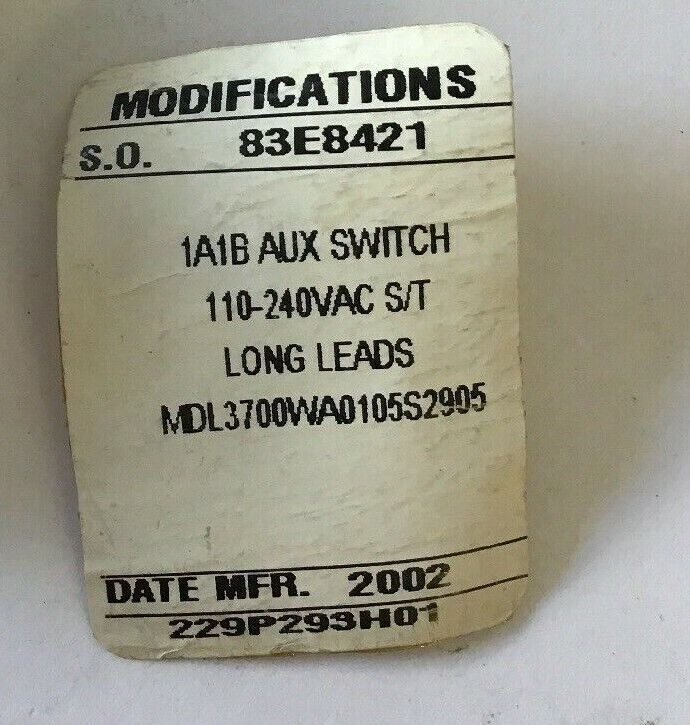 MODIFICATIONS
S.O. 83E8421
1A1B AUX SWITCH
110-240VAC S/T
LONG LEADS
MDL3700WA0105S2905
DATE MFR. 2002
229P293H01